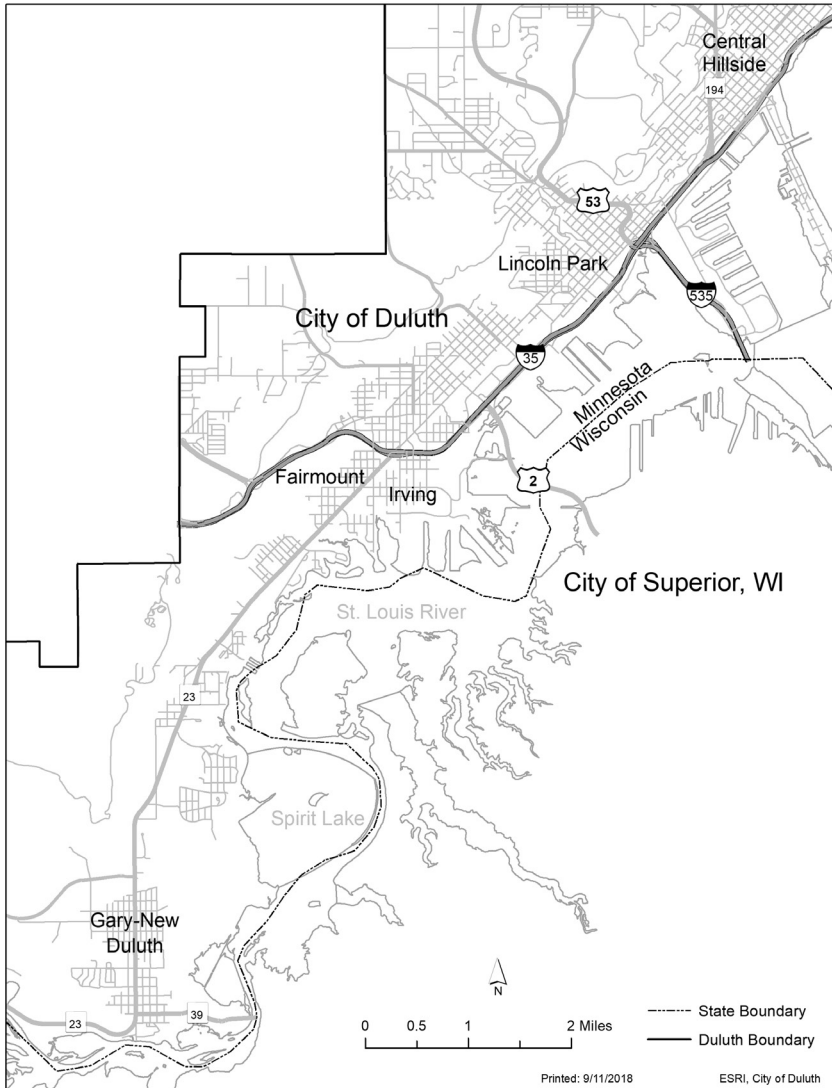 Central
Hillside
194
53
Lincoln Park
535
City of Duluth
35
Minnesota
Wisconsin
Fairmount
2
Irving
City of Superior, WI
St. Louis River
23
Spirit Lake
Gary-New
Duluth
N
23
39
State Boundary
0 0.5 1 2 Miles
Duluth Boundary
Printed: 9/11/2018
ESRI, City of Duluth